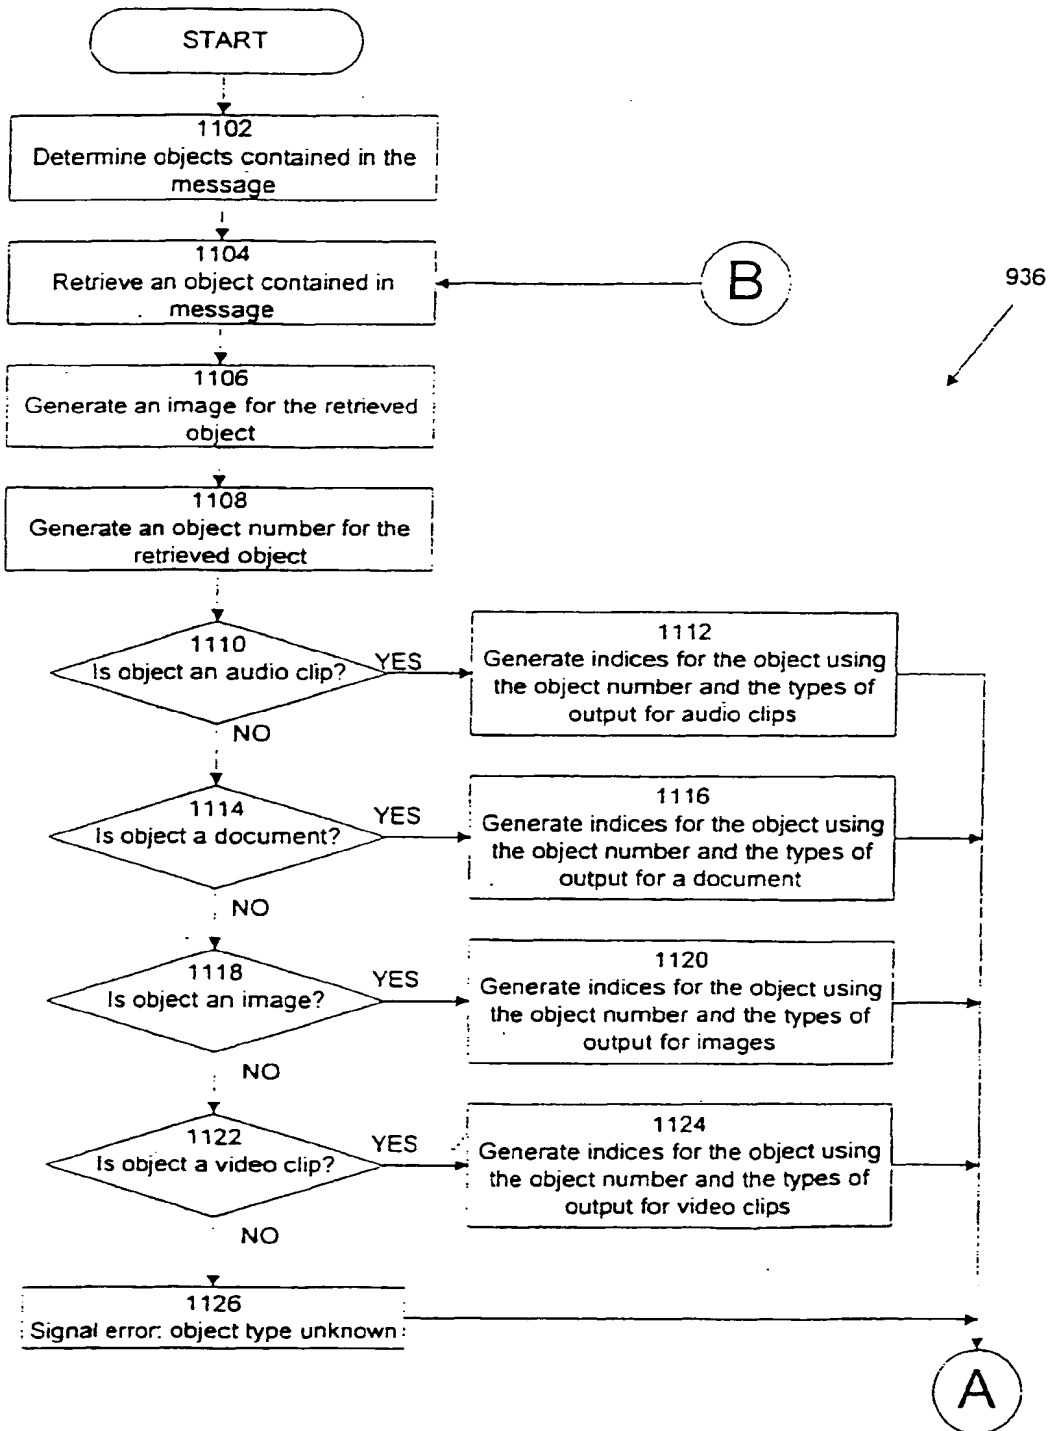 START
1102
Determine objects contained in the
message
1104
Retrieve an object contained in
message
B
936
1106
Generate an image for the retrieved
object
1108
Generate an object number for the
retrieved object
1110
Is object an audio clip?
YES
NO
1112
Generate indices for the object using
the object number and the types of
output for audio clips
1114
Is object a document?
YES
NO
1116
Generate indices for the object using
the object number and the types of
output for a document
1118
Is object an image?
YES
NO
1120
Generate indices for the object using
the object number and the types of
output for images
1122
Is object a video clip?
YES
NO
1124
Generate indices for the object using
the object number and the types of
output for video clips
1126
Signal error: object type unknown
A